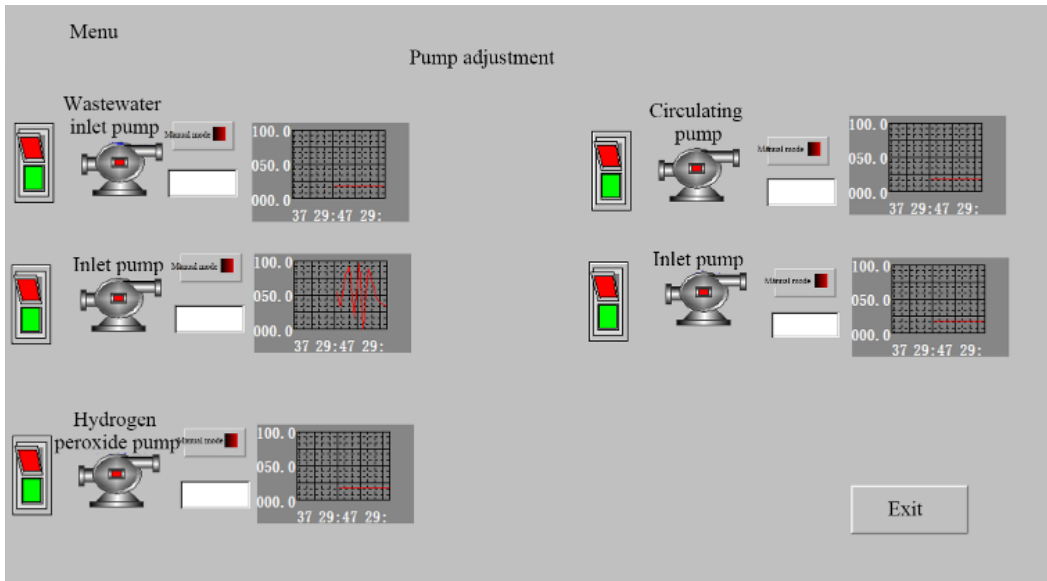 Menu
Pump adjustment
Wastewater
inlet pump
Manual mode
100. 0
050. 0
000. 0
37 29:47 29:
Circulating
pump
Manual mode
100. 0
050. 0
000. 0
37 29:47 29:
Inlet pump
Manual mode
100. 0
050. 0
000. 0
37 29:47 29:
Inlet pump
Manual mode
100. 0
050. 0
000. 0
37 29:47 29:
Hydrogen
peroxide pump
Manual mode
100. 0
050. 0
000. 0
37 29:47 29:
Exit